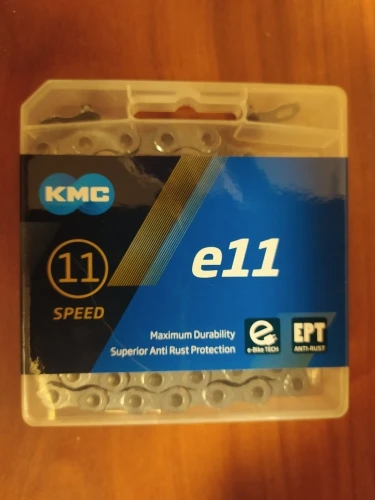 KMC
11
SPEED
e11
Maximum Durability
Superior Anti Rust Protection
e
e-Bike TECH
EPT
ANTI-RUST